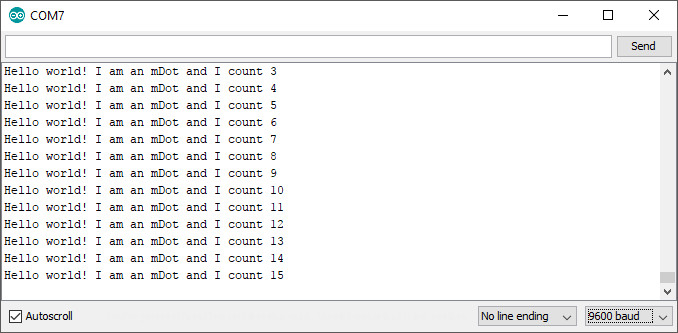 COM7
Send
Hello world! I am an mDot and I count 3
Hello world! I am an mDot and I count 4
Hello world! I am an mDot and I count 5
Hello world! I am an mDot and I count 6
Hello world! I am an mDot and I count 7
Hello world! I am an mDot and I count 8
Hello world! I am an mDot and I count 9
Hello world! I am an mDot and I count 10
Hello world! I am an mDot and I count 11
Hello world! I am an mDot and I count 12
Hello world! I am an mDot and I count 13
Hello world! I am an mDot and I count 14
Hello world! I am an mDot and I count 15
Autoscroll No line ending 9600 baud